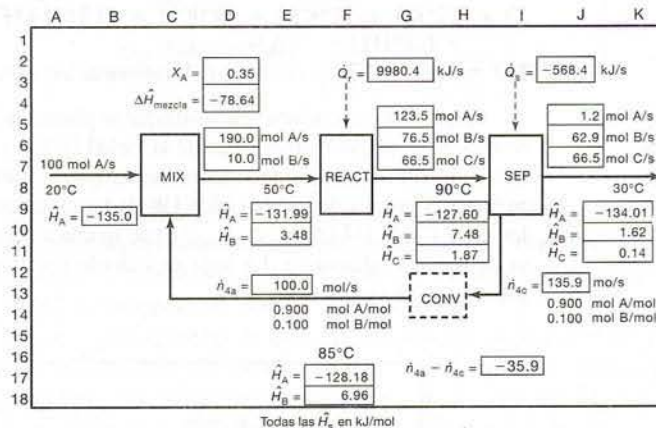 A B C D E F G H I J K
1
2
3 X_A = 0.35 Q̇_r = 9980.4 kJ/s Q̇_s = -568.4 kJ/s
4 ΔĤ_mezcla = -78.64
5 190.0 mol A/s 123.5 mol A/s 1.2 mol A/s
6 10.0 mol B/s 76.5 mol B/s 62.9 mol B/s
7 100 mol A/s MIX REACT 66.5 mol C/s SEP 66.5 mol C/s
8 20°C 50°C 90°C 30°C
9 Ĥ_A = -135.0 Ĥ_A = -131.99 Ĥ_A = -127.60 Ĥ_A = -134.01
10 Ĥ_B = 3.48 Ĥ_B = 7.48 Ĥ_B = 1.62
11 Ĥ_C = 1.87 Ĥ_C = 0.14
12
13 ṅ_4a = 100.0 mol/s CONV ṅ_4c = 135.9 mo/s
14 0.900 mol A/mol 0.900 mol A/mol
15 0.100 mol B/mol 0.100 mol B/mol
16 85°C
17 Ĥ_A = -128.18 ṅ_4a − ṅ_4c = -35.9
18 Ĥ_B = 6.96
Todas las Ĥ_s en kJ/mol